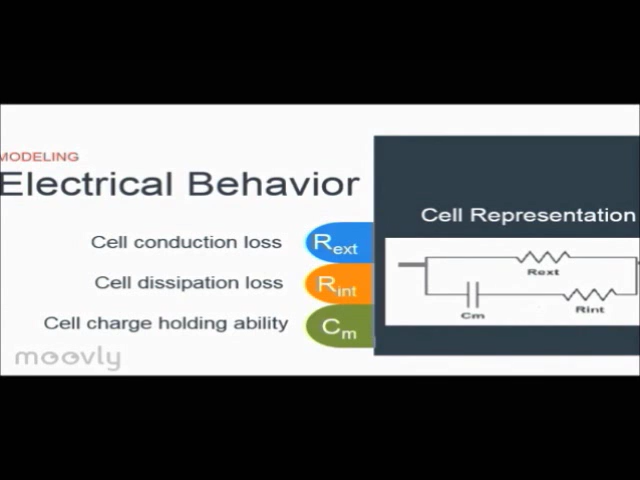 MODELING
Electrical Behavior
Cell conduction loss Rext
Cell dissipation loss Rint
Cell charge holding ability Cm
moovly
Cell Representation
Rext
Cm
Rint